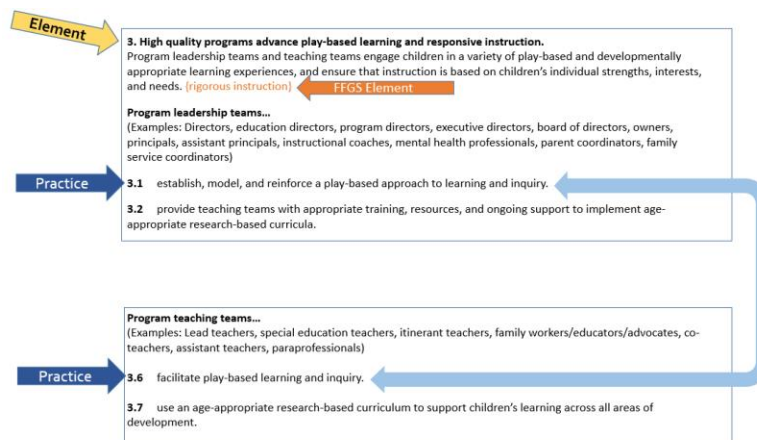 Element
3. High quality programs advance play-based learning and responsive instruction.
Program leadership teams and teaching teams engage children in a variety of play-based and developmentally
appropriate learning experiences, and ensure that instruction is based on children's individual strengths, interests,
and needs. (rigorous instruction)
FFGS Element
Program leadership teams...
(Examples: Directors, education directors, program directors, executive directors, board of directors, owners,
principals, assistant principals, instructional coaches, mental health professionals, parent coordinators, family
service coordinators)
Practice
3.1 establish, model, and reinforce a play-based approach to learning and inquiry.
3.2 provide teaching teams with appropriate training, resources, and ongoing support to implement age-
appropriate research-based curricula.
Program teaching teams...
(Examples: Lead teachers, special education teachers, itinerant teachers, family workers/educators/advocates, co-
teachers, assistant teachers, paraprofessionals)
Practice
3.6 facilitate play-based learning and inquiry.
3.7 use an age-appropriate research-based curriculum to support children's learning across all areas of
development.